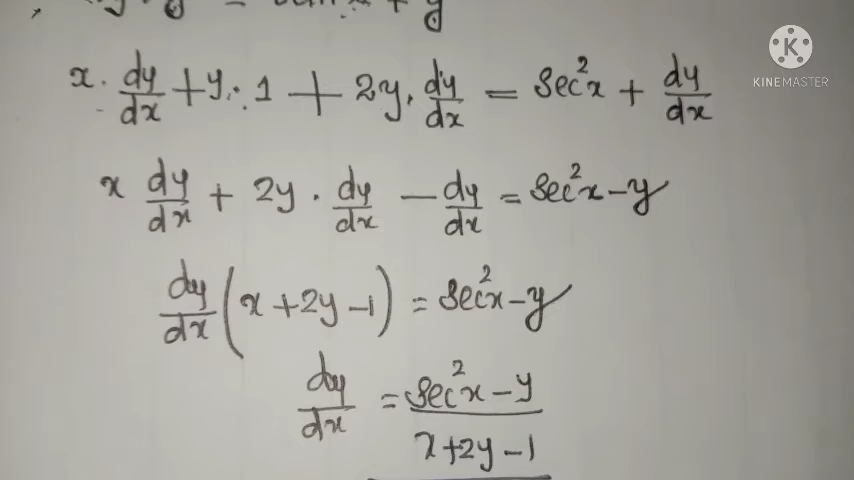 x · dy/dx + y · 1 + 2y · dy/dx = Sec²x + dy/dx
KINEMASTER
x dy/dx + 2y · dy/dx − dy/dx = Sec²x − y
dy/dx (x + 2y − 1) = Sec²x − y
dy/dx = Sec²x − y / x + 2y − 1